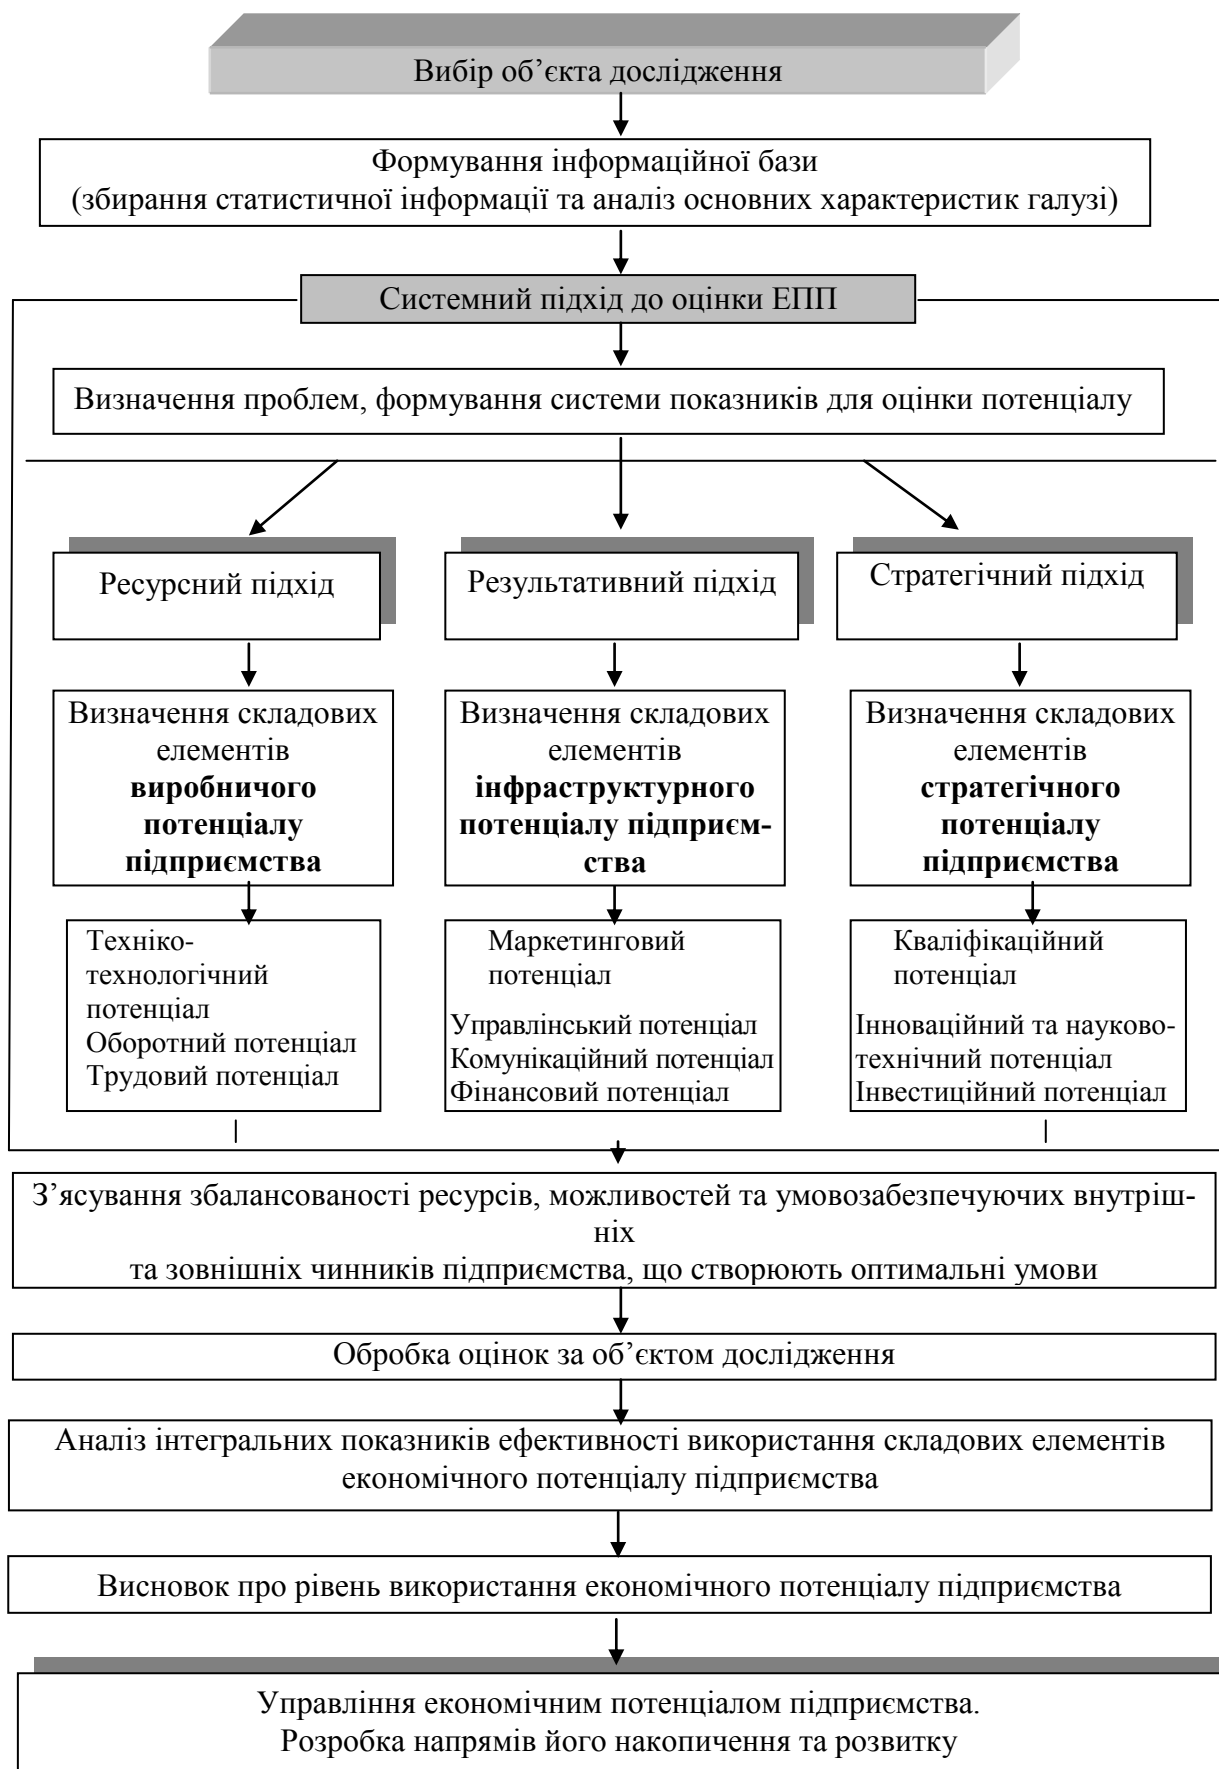 Вибір об’єкта дослідження
Формування інформаційної бази
(збирання статистичної інформації та аналіз основних характеристик галузі)
Системний підхід до оцінки ЕПП
Визначення проблем, формування системи показників для оцінки потенціалу
Ресурсний підхід
Результативний підхід
Стратегічний підхід
Визначення складових
елементів
виробничого
потенціалу
підприємства
Визначення складових
елементів
інфраструктурного
потенціалу підприєм-
ства
Визначення складових
елементів
стратегічного
потенціалу
підприємства
Техніко-
технологічний
потенціал
Оборотний потенціал
Трудовий потенціал
Маркетинговий
потенціал
Управлінський потенціал
Комунікаційний потенціал
Фінансовий потенціал
Кваліфікаційний
потенціал
Інноваційний та науково-
технічний потенціал
Інвестиційний потенціал
З’ясування збалансованості ресурсів, можливостей та умовозабезпечуючих внутріш-
ніх
та зовнішніх чинників підприємства, що створюють оптимальні умови
Обробка оцінок за об’єктом дослідження
Аналіз інтегральних показників ефективності використання складових елементів
економічного потенціалу підприємства
Висновок про рівень використання економічного потенціалу підприємства
Управління економічним потенціалом підприємства.
Розробка напрямів його накопичення та розвитку